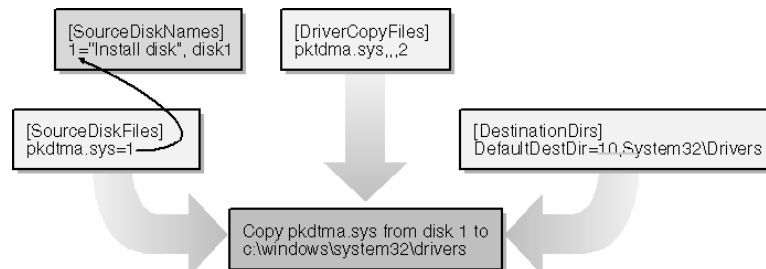 [SourceDiskNames]
1="Install disk", disk1
[DriverCopyFiles]
pktdma.sys,,,2
[SourceDiskFiles]
pkdtma.sys=1
[DestinationDirs]
DefaultDestDir=10,System32\Drivers
Copy pkdtma.sys from disk 1 to
c:\windows\system32\drivers